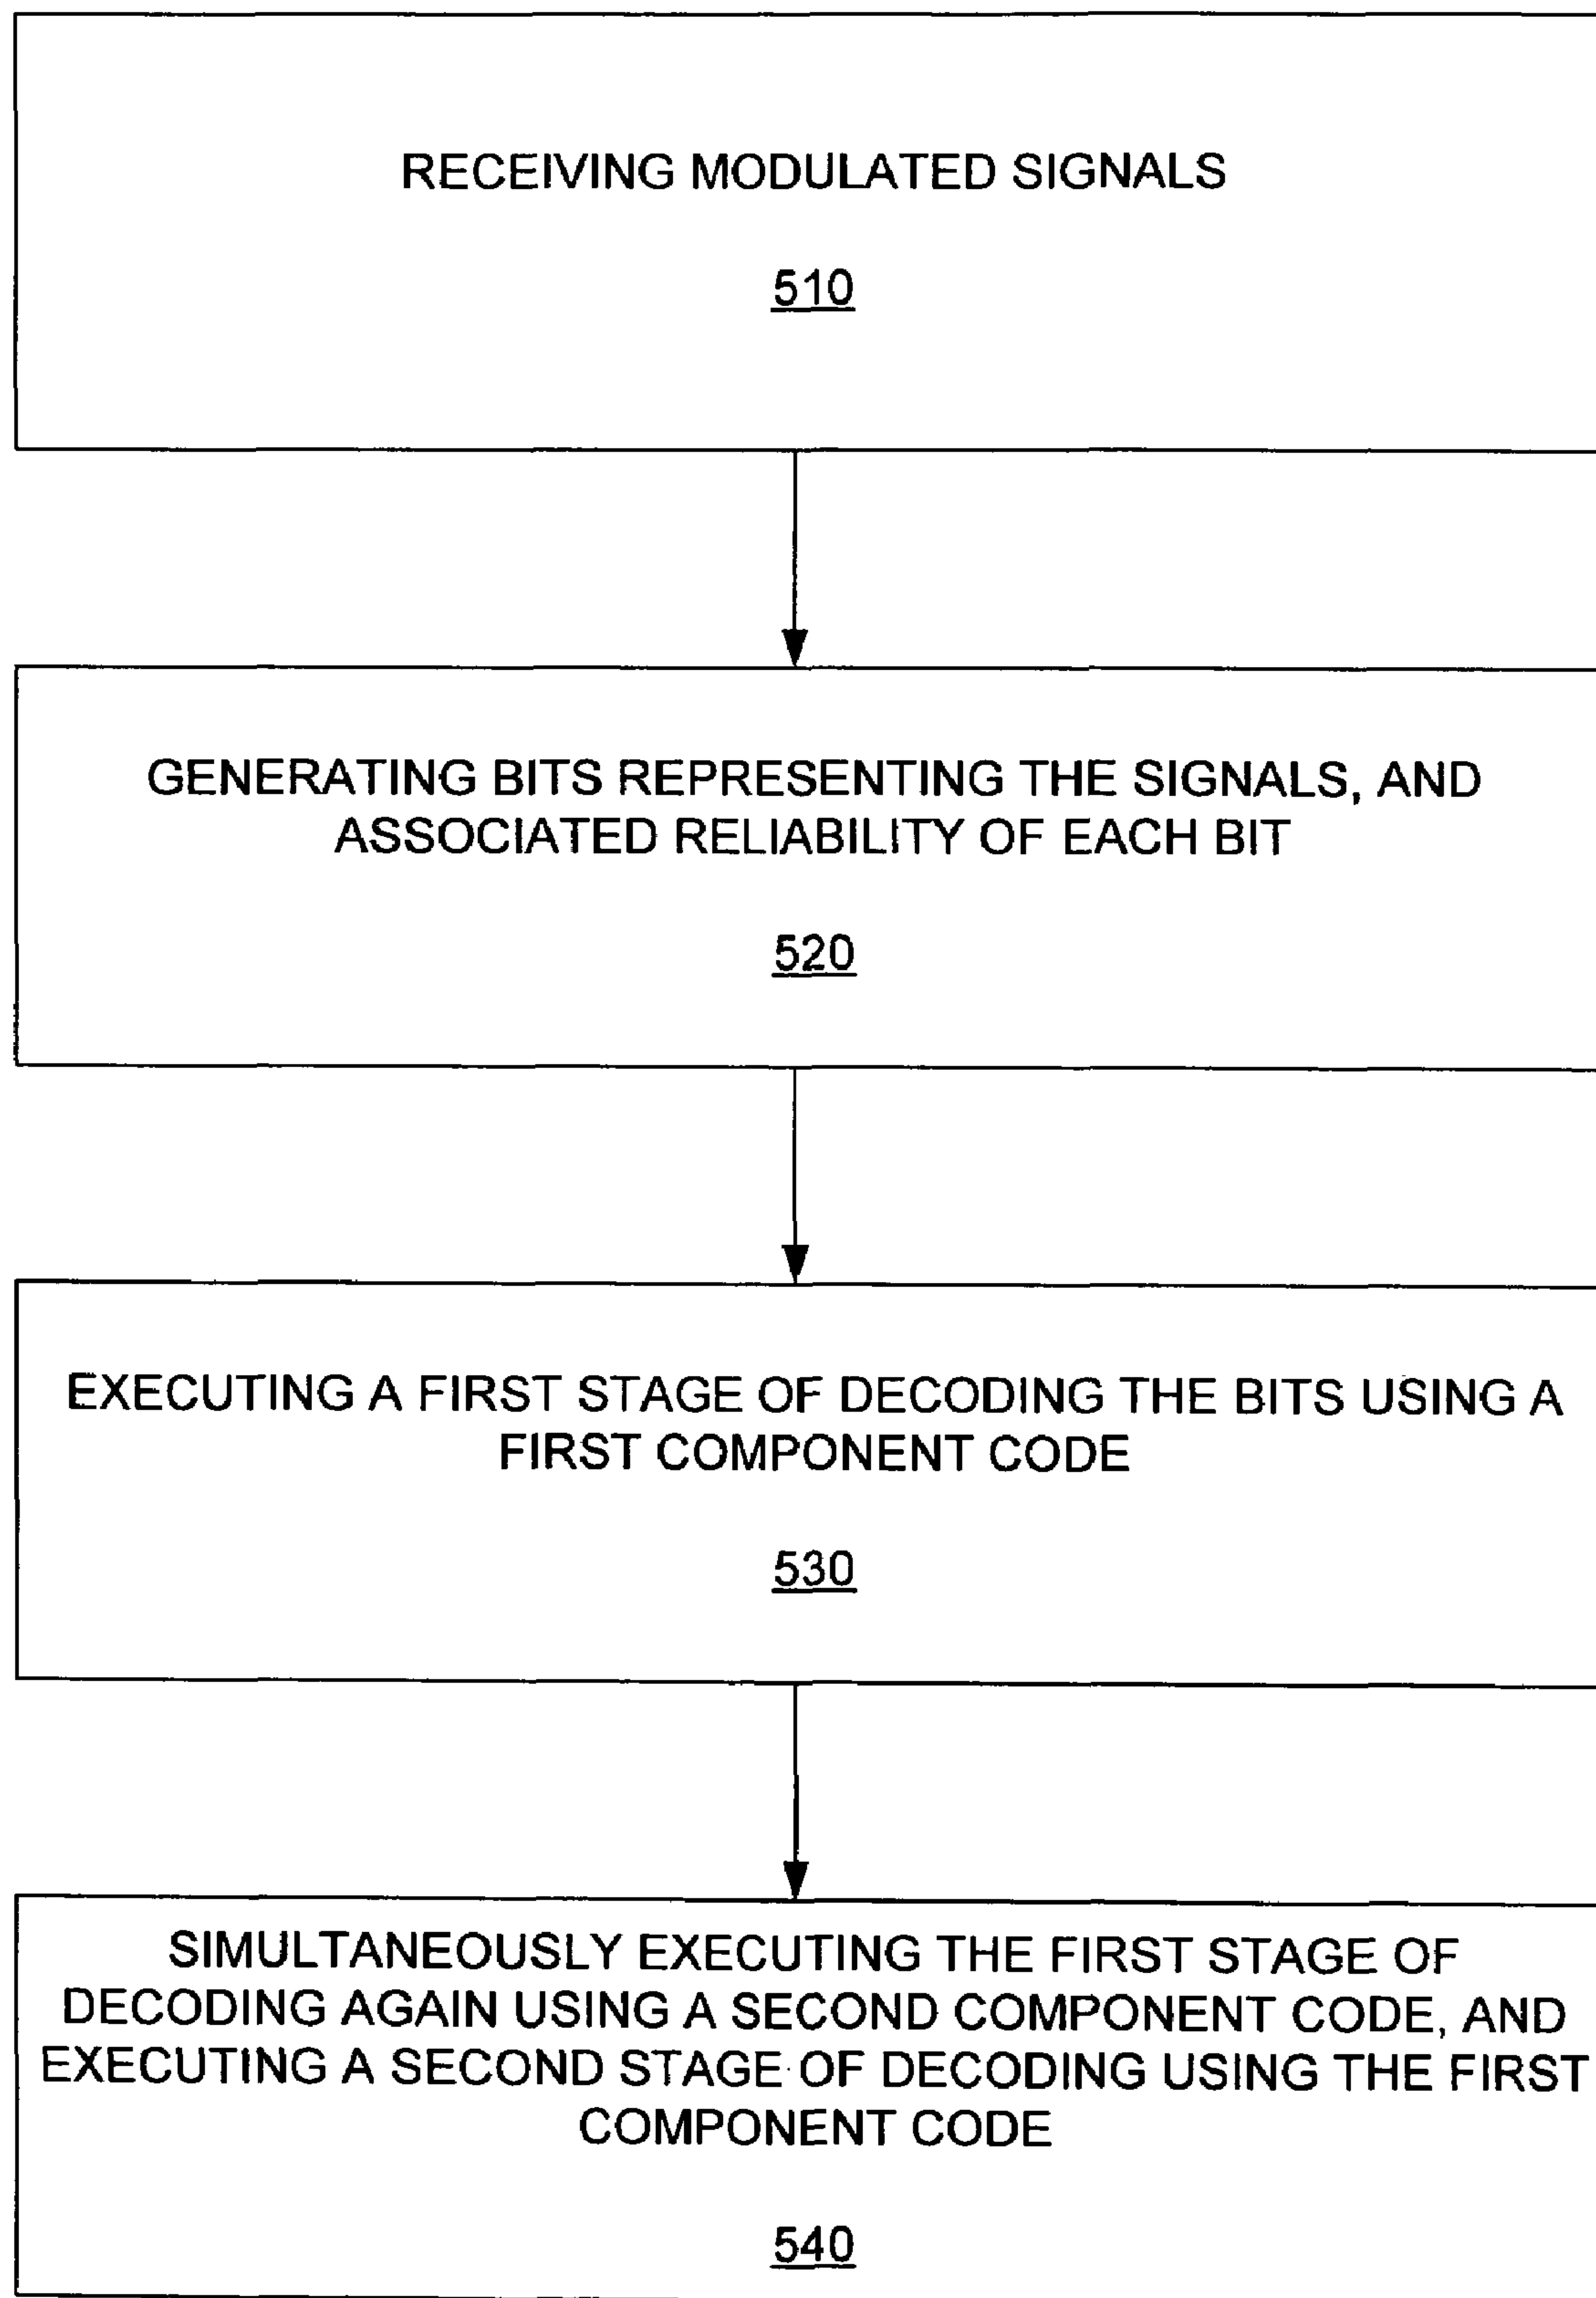 RECEIVING MODULATED SIGNALS
510
GENERATING BITS REPRESENTING THE SIGNALS, AND
ASSOCIATED RELIABILITY OF EACH BIT
520
EXECUTING A FIRST STAGE OF DECODING THE BITS USING A
FIRST COMPONENT CODE
530
SIMULTANEOUSLY EXECUTING THE FIRST STAGE OF
DECODING AGAIN USING A SECOND COMPONENT CODE, AND
EXECUTING A SECOND STAGE OF DECODING USING THE FIRST
COMPONENT CODE
540